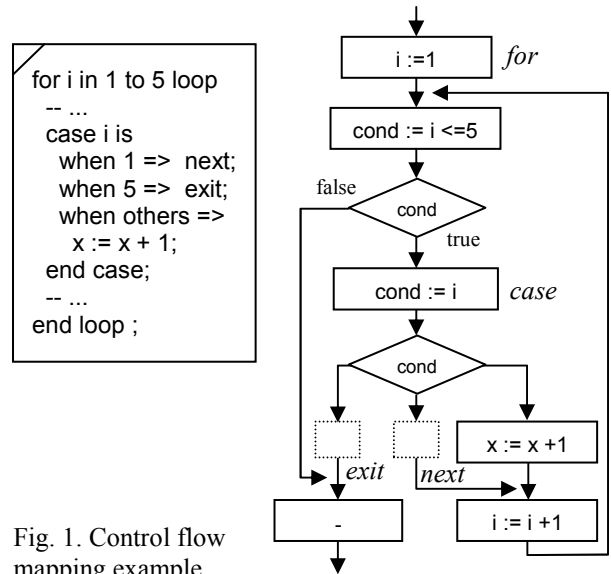 for i in 1 to 5 loop
-- ...
case i is
when 1 => next;
when 5 => exit;
when others =>
x := x + 1;
end case;
-- ...
end loop ;
i :=1
for
cond := i <=5
false
cond
true
cond := i
case
cond
x := x +1
exit
next
-
i := i +1
Fig. 1. Control flow
mapping example